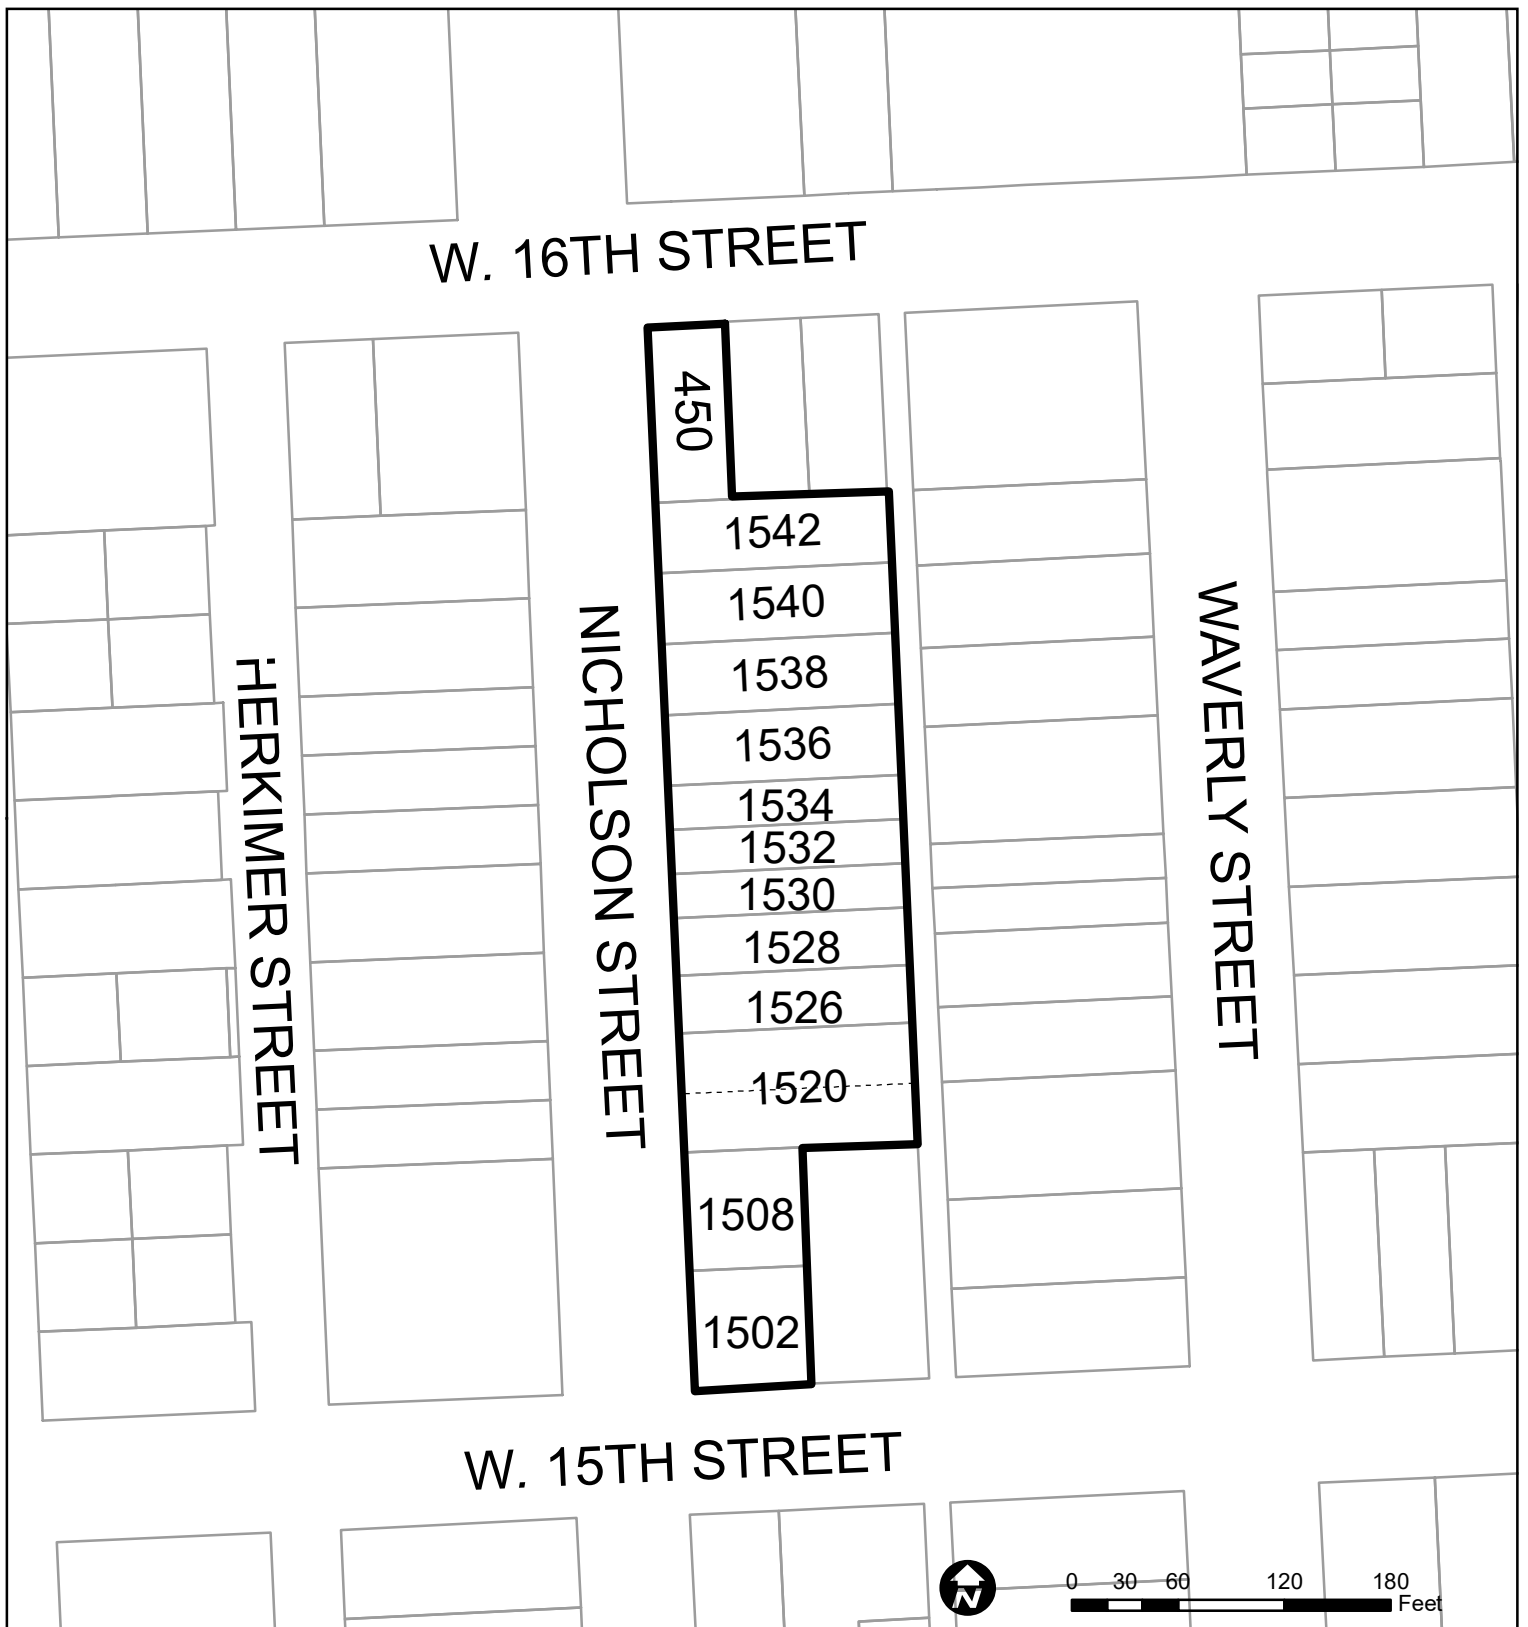 W. 16TH STREET
450
1542
1540
1538
1536
1534
1532
1530
1528
1526
1520
1508
1502
HERKIMER STREET
NICHOLSON STREET
WAVERLY STREET
W. 15TH STREET
N
0 30 60 120 180
Feet